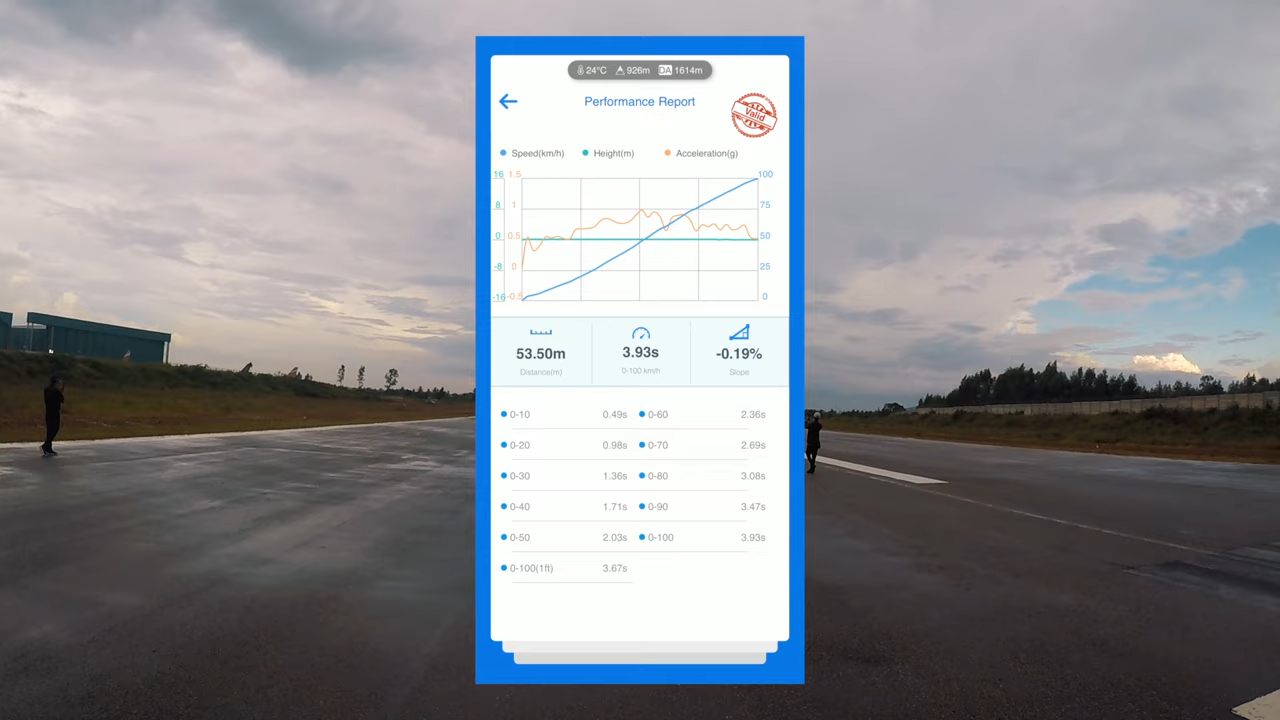 24°C 926m DA 1614m
Performance Report
Valid
Speed(km/h) Height(m) Acceleration(g)
16 1.5 100
8 1 75
0 0.5 50
-8 0 25
-16 -0.5 0
53.50m 3.93s -0.19%
Distance(m) 0-100 km/h Slope
0-10 0.49s 0-60 2.36s
0-20 0.98s 0-70 2.69s
0-30 1.36s 0-80 3.08s
0-40 1.71s 0-90 3.47s
0-50 2.03s 0-100 3.93s
0-100(1ft) 3.67s